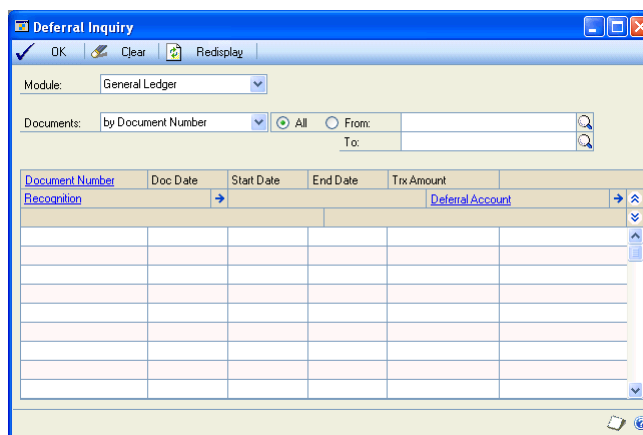 Deferral Inquiry
OK Clear Redisplay
Module: General Ledger
Documents: by Document Number All From:
To:
Document Number Doc Date Start Date End Date Trx Amount
Recognition Deferral Account